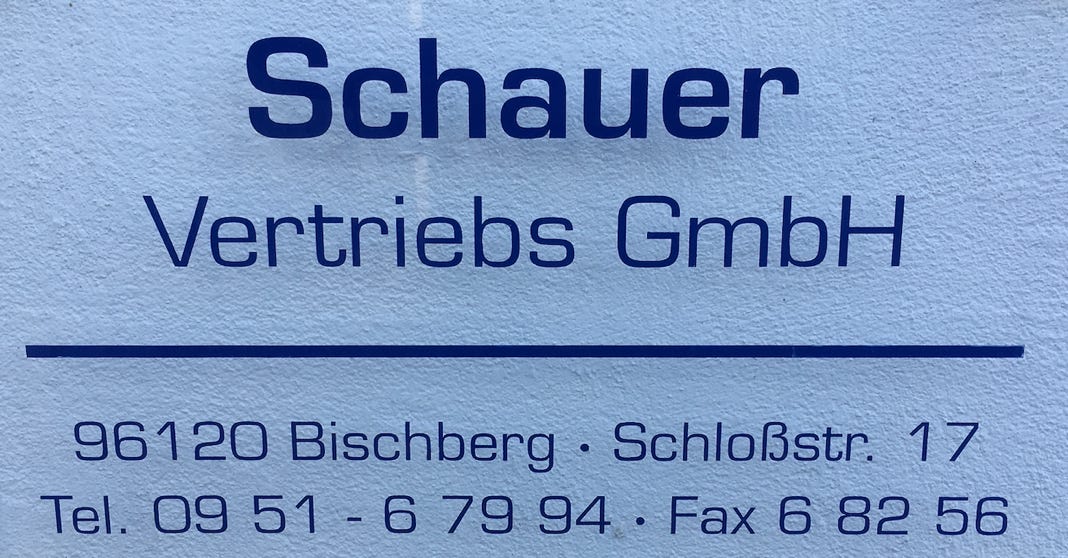 Schauer
Vertriebs GmbH
96120 Bischberg · Schloßstr. 17
Tel. 09 51 - 6 79 94 · Fax 6 82 56